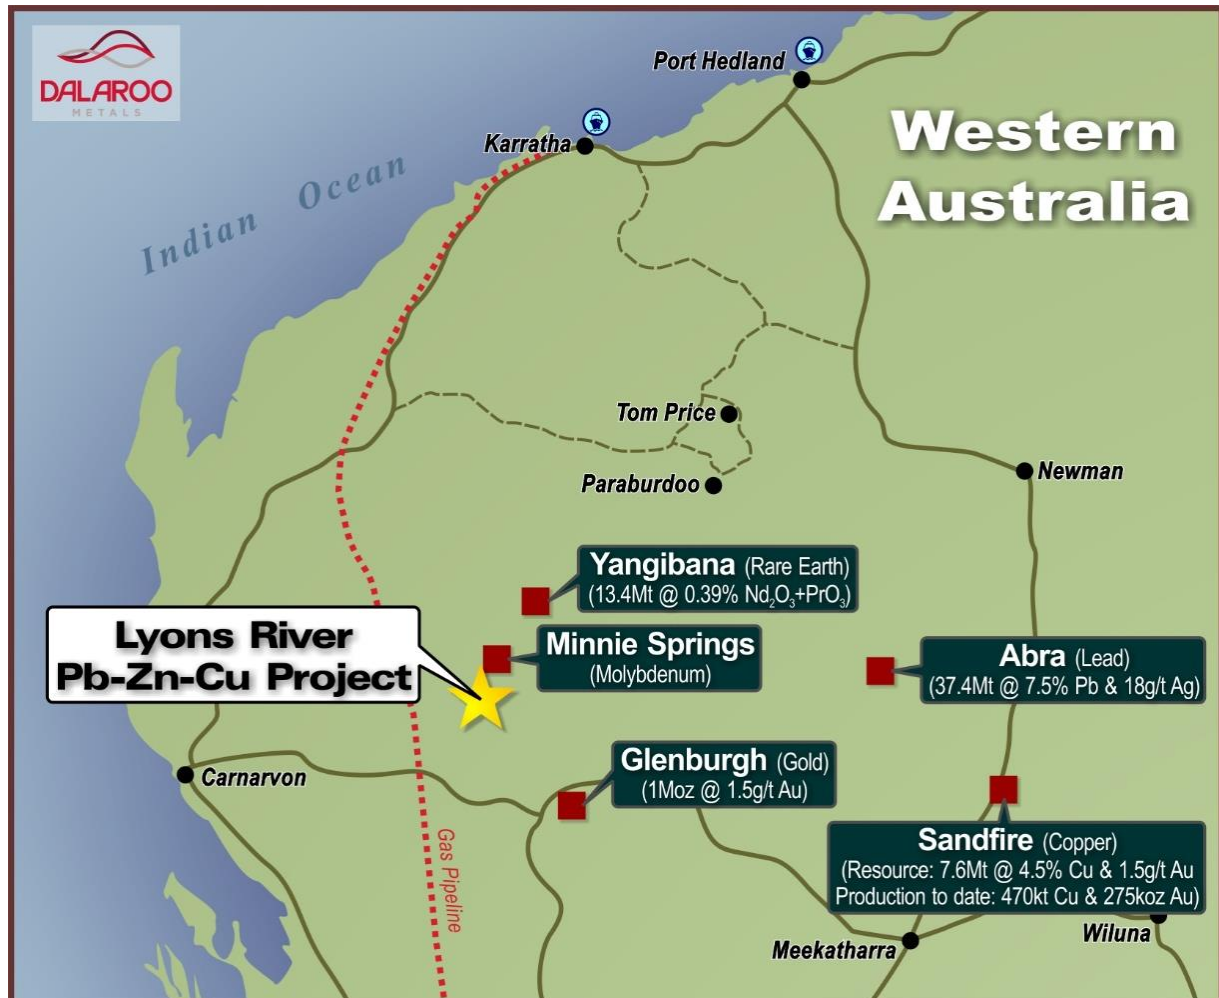 DALAROO
METALS
Port Hedland
Western
Australia
Karratha
Indian Ocean
Tom Price
Paraburdoo
Newman
Yangibana (Rare Earth)
(13.4Mt @ 0.39% Nd₂O₃+PrO₃)
Lyons River
Pb-Zn-Cu Project
Minnie Springs
(Molybdenum)
Abra (Lead)
(37.4Mt @ 7.5% Pb & 18g/t Ag)
Glenburgh (Gold)
(1Moz @ 1.5g/t Au)
Carnarvon
Gas Pipeline
Sandfire (Copper)
(Resource: 7.6Mt @ 4.5% Cu & 1.5g/t Au
Production to date: 470kt Cu & 275koz Au)
Wiluna
Meekatharra